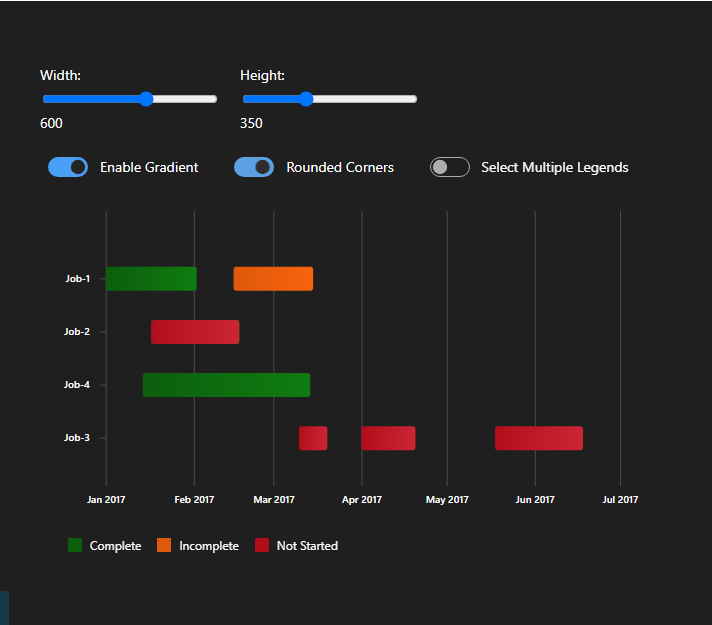 Width: Height:
600 350
Enable Gradient Rounded Corners Select Multiple Legends
Job-1
Job-2
Job-4
Job-3
Jan 2017 Feb 2017 Mar 2017 Apr 2017 May 2017 Jun 2017 Jul 2017
Complete Incomplete Not Started